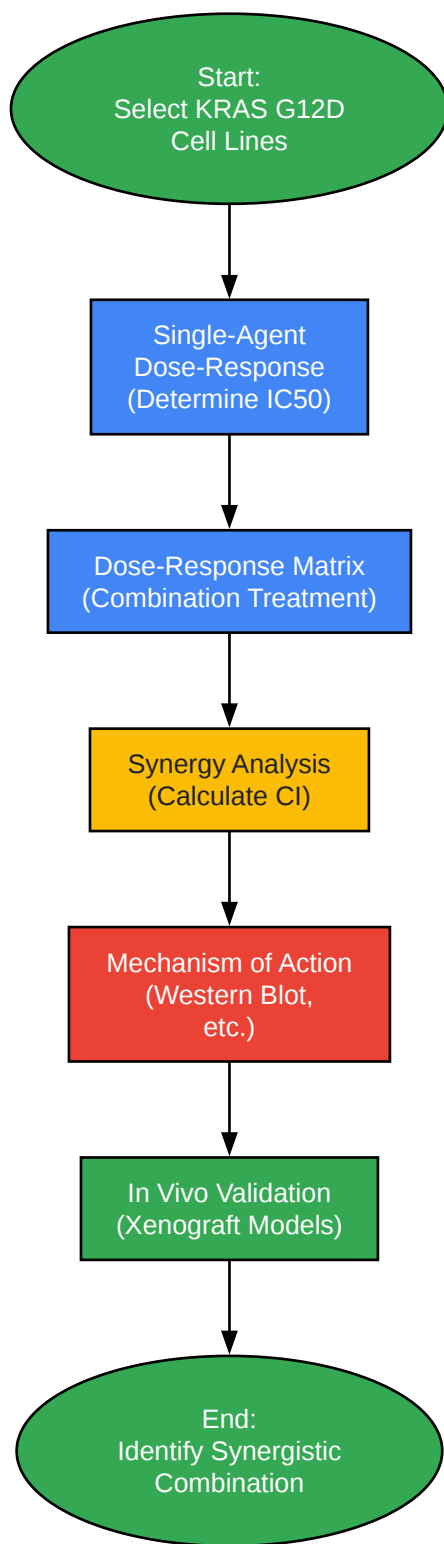 Start:
Select KRAS G12D
Cell Lines
Single-Agent
Dose-Response
(Determine IC50)
Dose-Response Matrix
(Combination Treatment)
Synergy Analysis
(Calculate CI)
Mechanism of Action
(Western Blot,
etc.)
In Vivo Validation
(Xenograft Models)
End:
Identify Synergistic
Combination